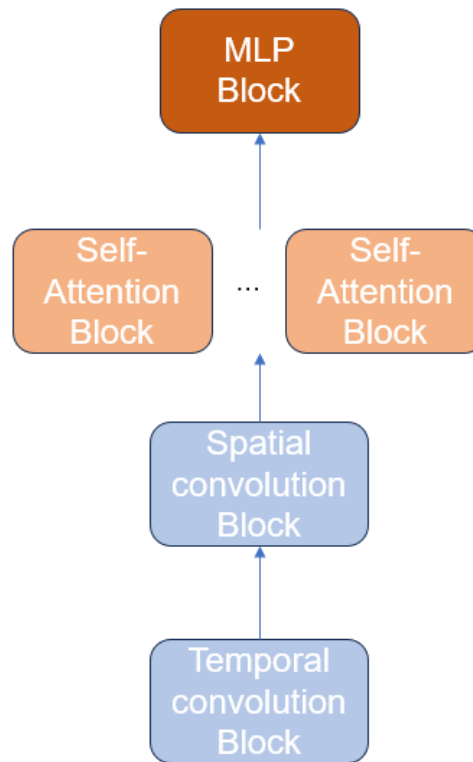 MLP
Block
Self-
Attention
Block
...
Self-
Attention
Block
Spatial
convolution
Block
Temporal
convolution
Block